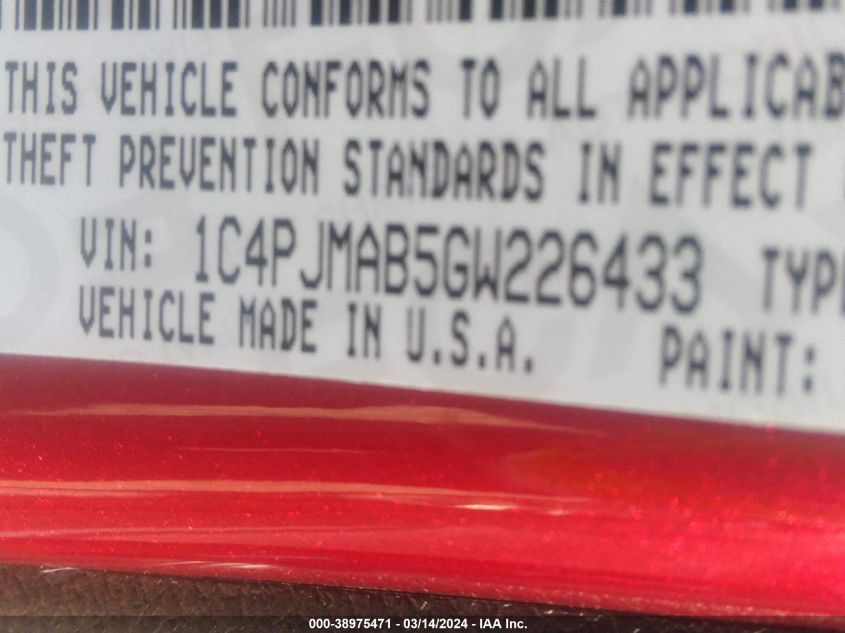 THIS VEHICLE CONFORMS TO ALL APPLICAB
THEFT PREVENTION STANDARDS IN EFFECT
VIN: 1C4PJMAB5GW226433 TYPE
VEHICLE MADE IN U.S.A. PAINT:
000-38975471 - 03/14/2024 - IAA Inc.